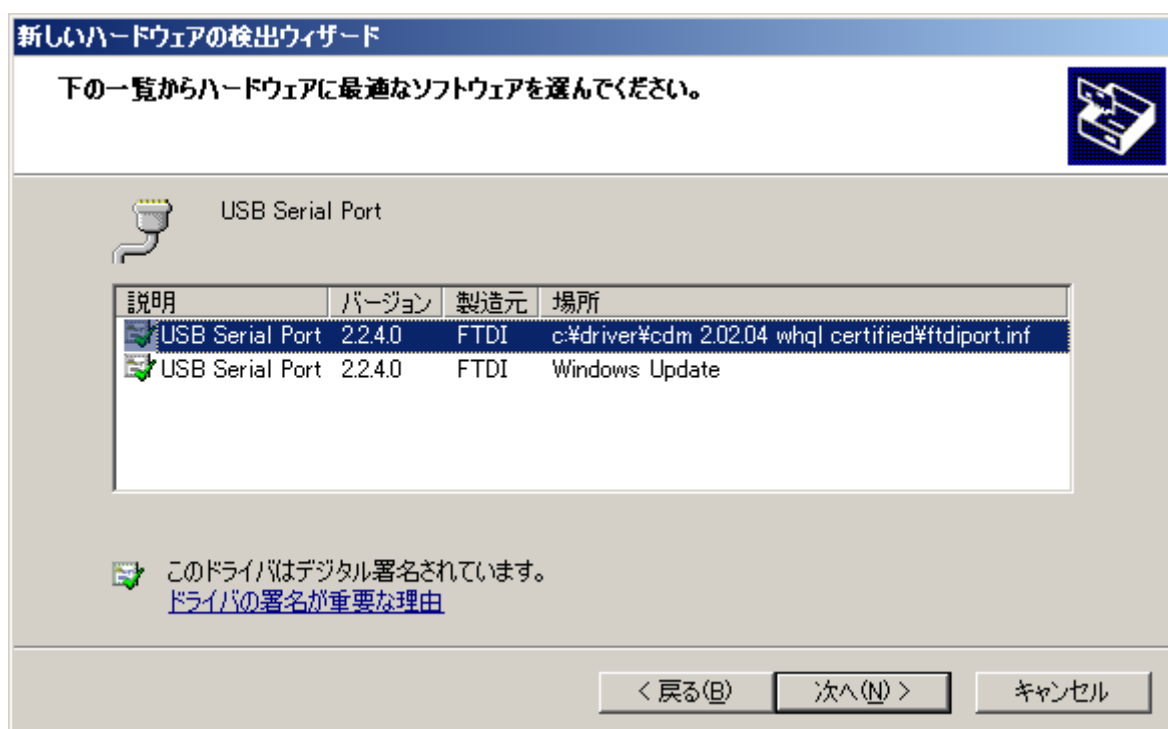 新しいハードウェアの検出ウィザード
下の一覧からハードウェアに最適なソフトウェアを選んでください。
USB Serial Port
説明 バージョン 製造元 場所
USB Serial Port 2.2.4.0 FTDI c:¥driver¥cdm 2.02.04 whql certified¥ftdiport.inf
USB Serial Port 2.2.4.0 FTDI Windows Update
このドライバはデジタル署名されています。
ドライバの署名が重要な理由
< 戻る(B) 次へ(N) > キャンセル